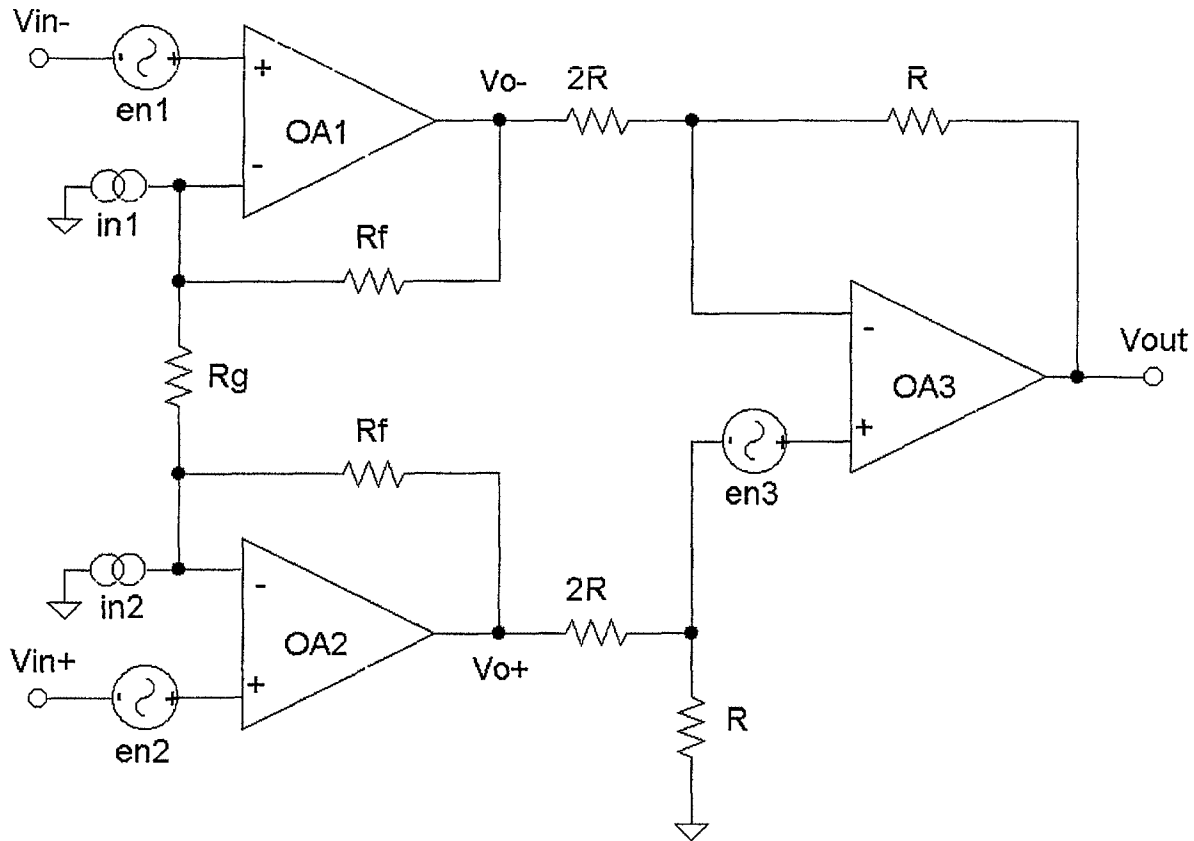 Vin-
en1
+
-
OA1
Vo-
2R
R
in1
Rf
Rg
Rf
-
+
OA3
Vout
en3
in2
-
+
OA2
2R
Vo+
Vin+
en2
R